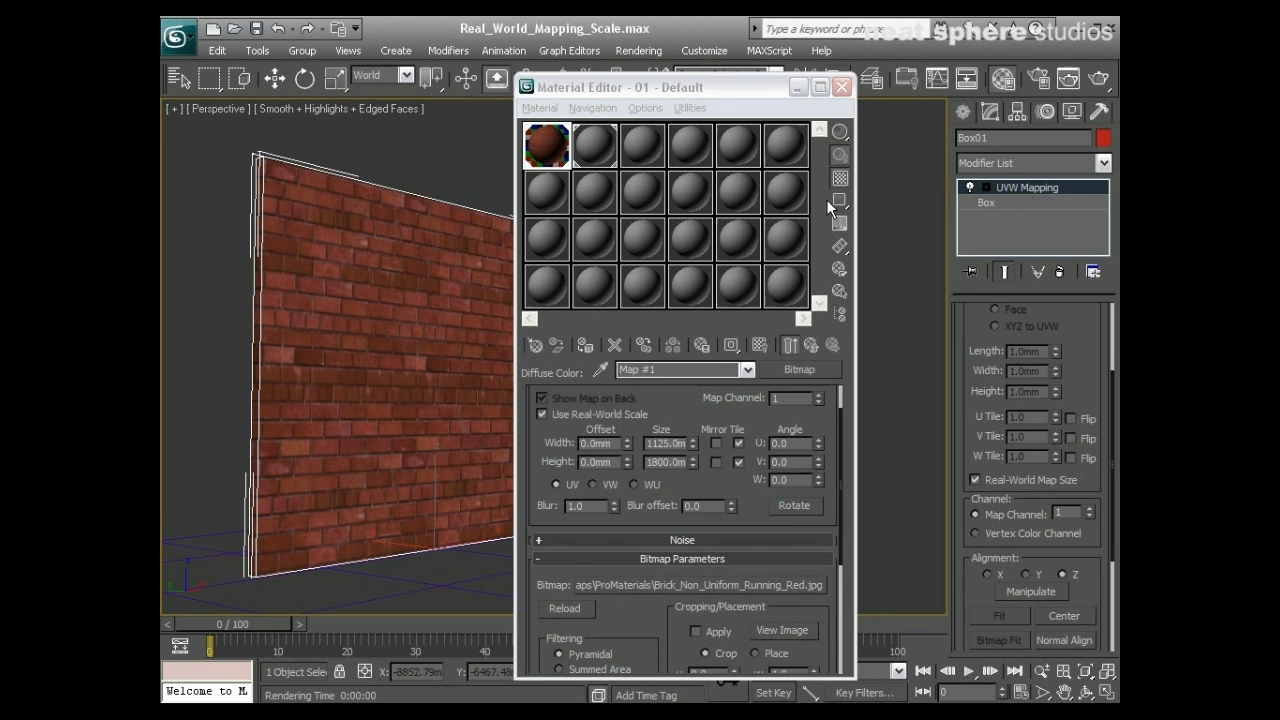 Real_World_Mapping_Scale.max
Type a keyword or phrase
neat sphere studios
Edit Tools Group Views Create Modifiers Animation Graph Editors Rendering Customize MAXScript Help
World
[ + ] [ Perspective ] [ Smooth + Highlights + Edged Faces ]
Material Editor - 01 - Default
Material Navigation Options Utilities
Diffuse Color: Map #1 Bitmap
Show Map on Back Map Channel: 1
Use Real-World Scale
Offset Size Mirror Tile Angle
Width: 0.0mm 1125.0m U: 0.0
Height: 0.0mm 1800.0m V: 0.0
W: 0.0
UV VW WU
Blur: 1.0 Blur offset: 0.0 Rotate
+ Noise
- Bitmap Parameters
Bitmap: aps\ProMaterials\Brick_Non_Uniform_Running_Red.jpg
Reload
Cropping/Placement
Apply View Image
Crop Place
Filtering
Pyramidal
Summed Area
Box01
Modifier List
UVW Mapping
Box
Face
XYZ to UVW
Length: 1.0mm
Width: 1.0mm
Height: 1.0mm
U Tile: 1.0 Flip
V Tile: 1.0 Flip
W Tile: 1.0 Flip
Real-World Map Size
Channel:
Map Channel: 1
Vertex Color Channel
Alignment:
X Y Z
Manipulate
Fit Center
Bitmap Fit Normal Align
z
y
x
< 0 / 100 >
0 10 20 30 40 100
1 Object Sele X: -8852.79m Y: -6467.48m
Welcome to M
Rendering Time 0:00:00
Add Time Tag
Set Key Key Filters...
0